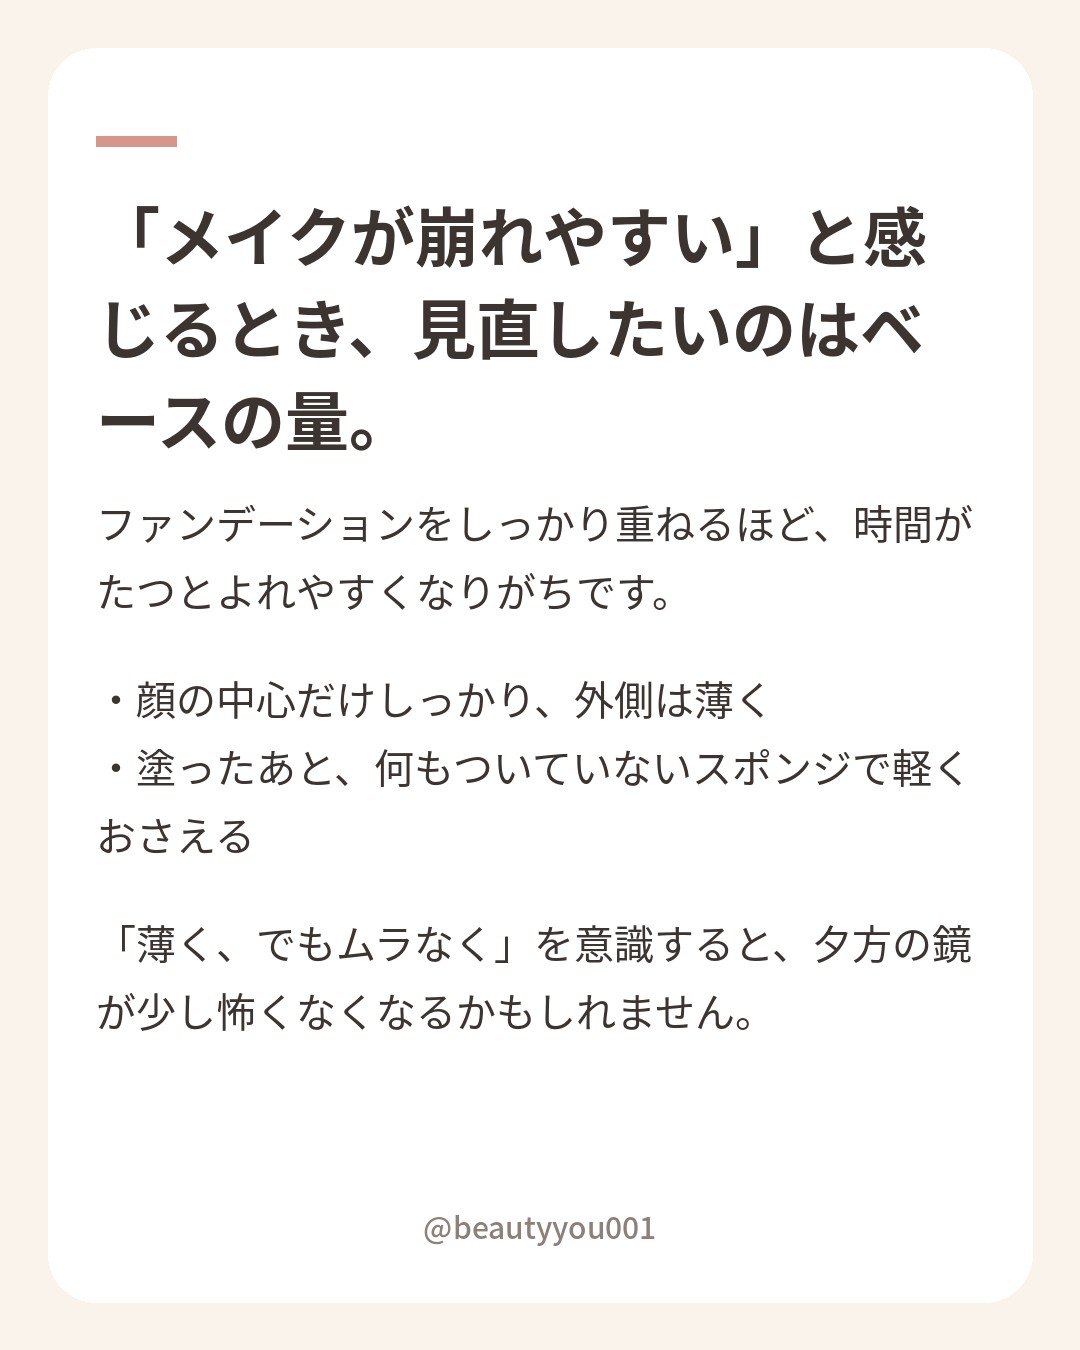 「メイクが崩れやすい」と感
じるとき、見直したいのはベ
ースの量。
ファンデーションをしっかり重ねるほど、時間が
たつとよれやすくなりがちです。
・顔の中心だけしっかり、外側は薄く
・塗ったあと、何もついていないスポンジで軽く
おさえる
「薄く、でもムラなく」を意識すると、夕方の鏡
が少し怖くなくなるかもしれません。
@beautyyou001